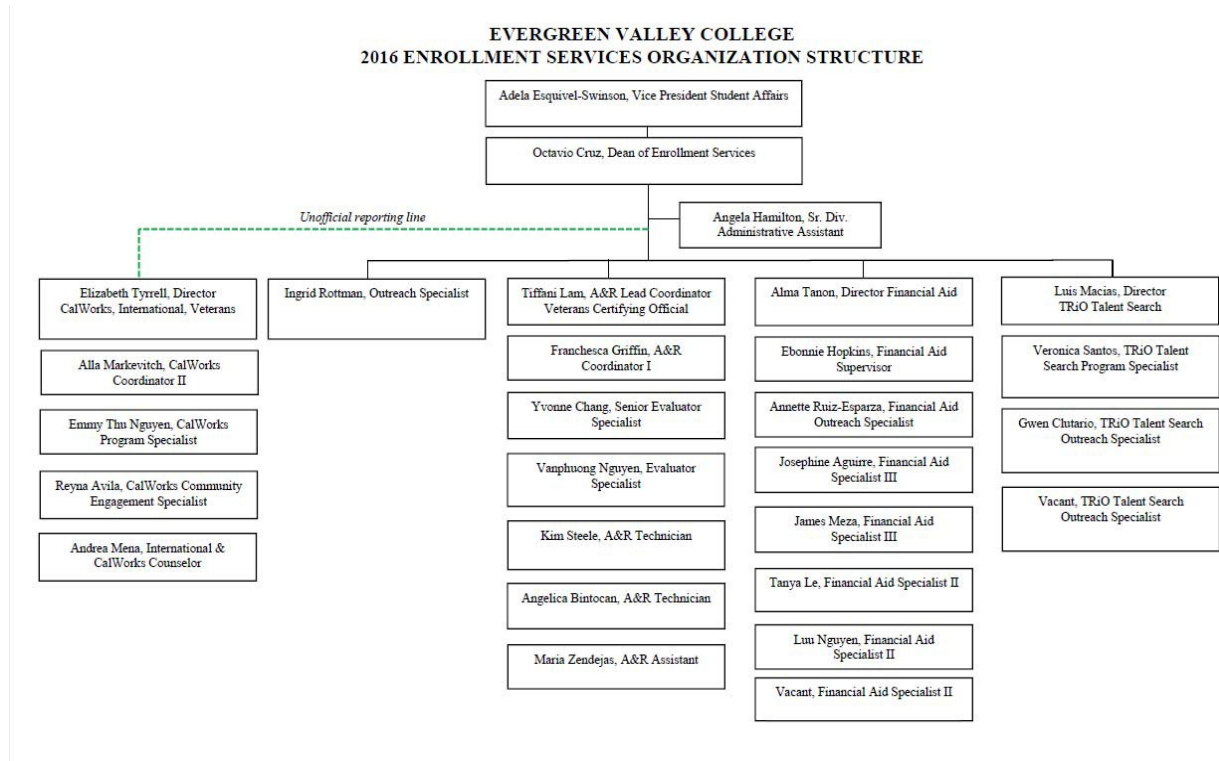 EVERGREEN VALLEY COLLEGE
2016 ENROLLMENT SERVICES ORGANIZATION STRUCTURE
Adela Esquivel-Swinson, Vice President Student Affairs
Octavio Cruz, Dean of Enrollment Services
Unofficial reporting line
Angela Hamilton, Sr. Div.
Administrative Assistant
Elizabeth Tyrrell, Director
CalWorks, International, Veterans
Alla Markevitch, CalWorks
Coordinator II
Emmy Thu Nguyen, CalWorks
Program Specialist
Reyna Avila, CalWorks Community
Engagement Specialist
Andrea Mena, International &
CalWorks Counselor
Ingrid Rottman, Outreach Specialist
Tiffani Lam, A&R Lead Coordinator
Veterans Certifying Official
Franchesca Griffin, A&R
Coordinator I
Yvonne Chang, Senior Evaluator
Specialist
Vanphuong Nguyen, Evaluator
Specialist
Kim Steele, A&R Technician
Angelica Bintocan, A&R Technician
Maria Zendejas, A&R Assistant
Alma Tanon, Director Financial Aid
Ebonnie Hopkins, Financial Aid
Supervisor
Annette Ruiz-Esparza, Financial Aid
Outreach Specialist
Josephine Aguirre, Financial Aid
Specialist III
James Meza, Financial Aid
Specialist III
Tanya Le, Financial Aid Specialist II
Luu Nguyen, Financial Aid
Specialist II
Vacant, Financial Aid Specialist II
Luis Macias, Director
TRiO Talent Search
Veronica Santos, TRiO Talent
Search Program Specialist
Gwen Clutario, TRiO Talent Search
Outreach Specialist
Vacant, TRiO Talent Search
Outreach Specialist